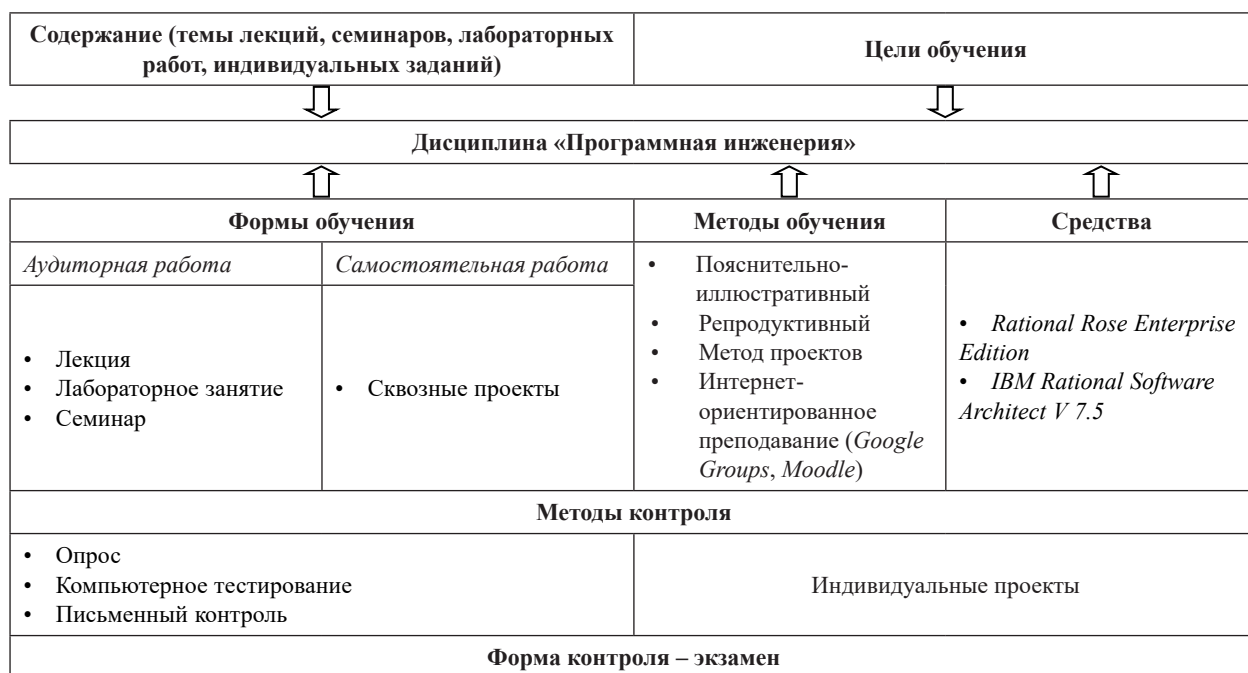 Содержание (темы лекций, семинаров, лабораторных
работ, индивидуальных заданий)
Цели обучения
Дисциплина «Программная инженерия»
Формы обучения
Методы обучения
Средства
Аудиторная работа
Самостоятельная работа
• Лекция
• Лабораторное занятие
• Семинар
• Сквозные проекты
• Пояснительно-
иллюстративный
• Репродуктивный
• Метод проектов
• Интернет-
ориентированное
преподавание (Google
Groups, Moodle)
• Rational Rose Enterprise
Edition
• IBM Rational Software
Architect V 7.5
Методы контроля
• Опрос
• Компьютерное тестирование
• Письменный контроль
Индивидуальные проекты
Форма контроля – экзамен